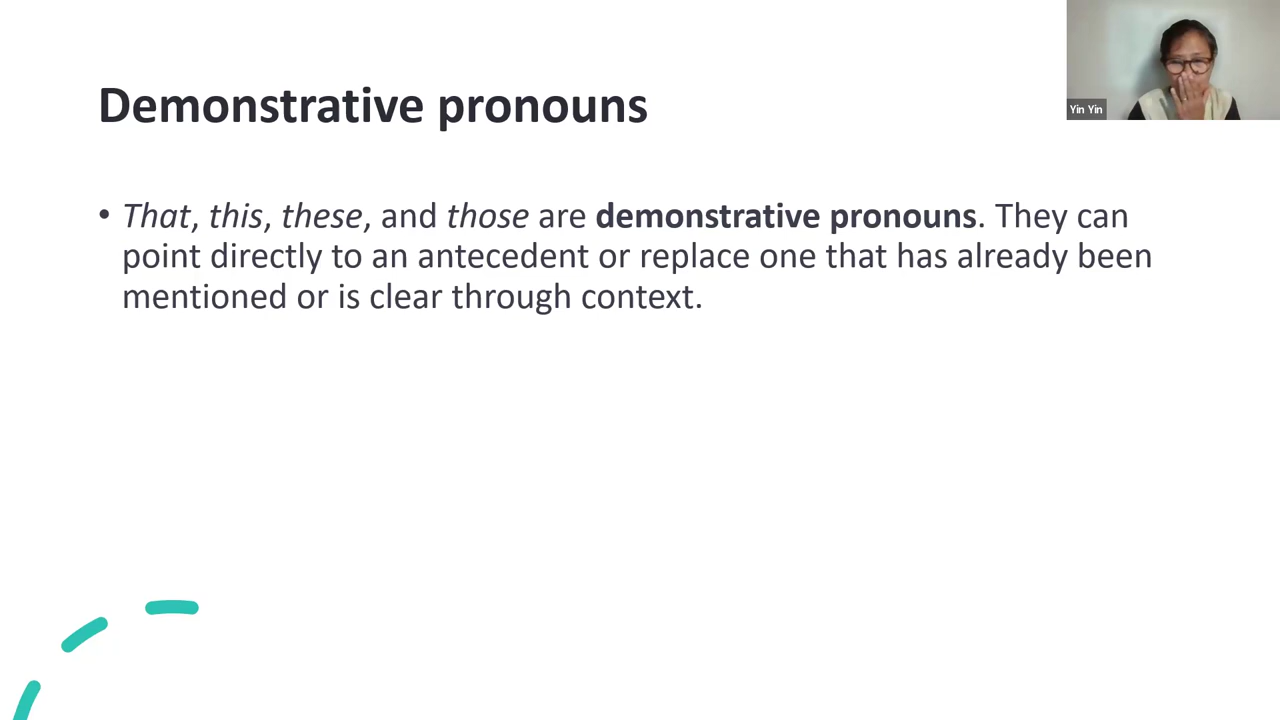 Demonstrative pronouns
Yin Yin
• That, this, these, and those are demonstrative pronouns. They can
point directly to an antecedent or replace one that has already been
mentioned or is clear through context.